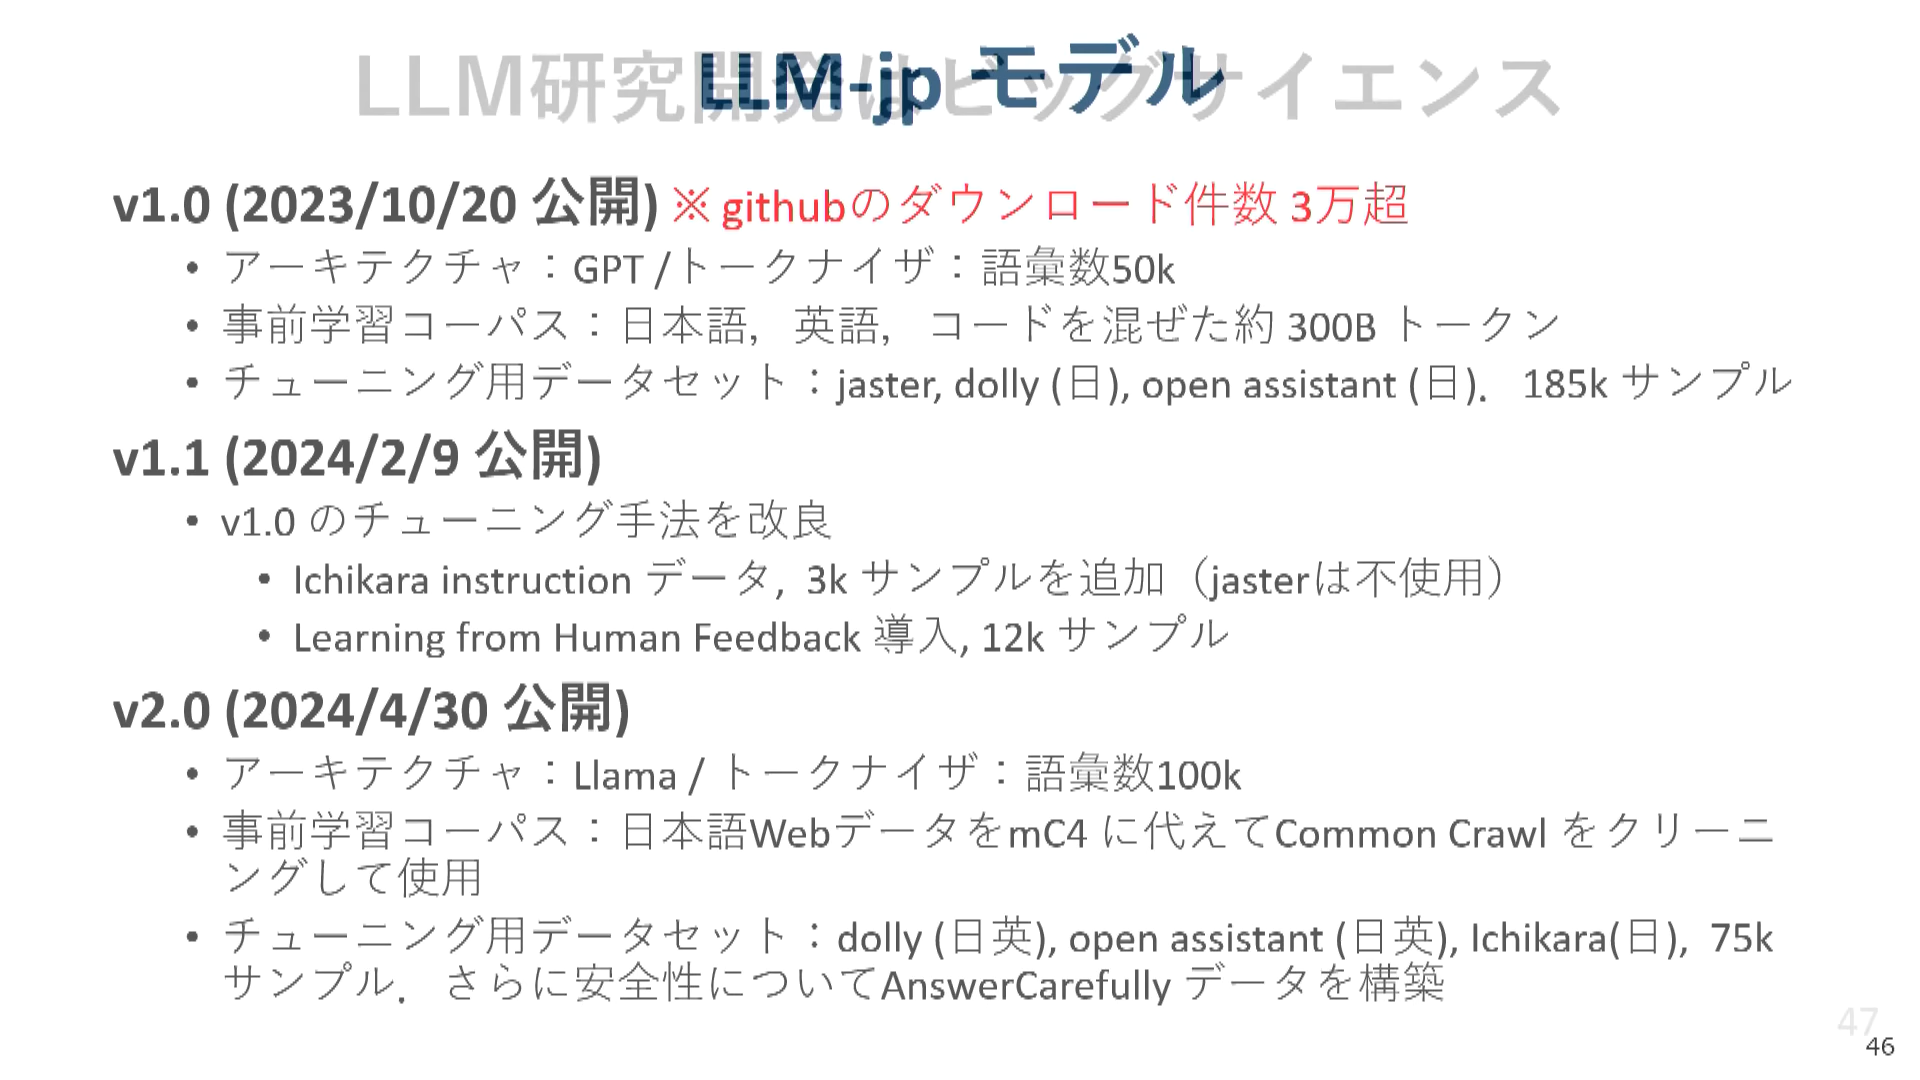 LLM研究開発はビッグサイエンス
LLM-jp モデル
v1.0 (2023/10/20 公開) ※ githubのダウンロード件数 3万超
• アーキテクチャ：GPT /トークナイザ：語彙数50k
• 事前学習コーパス：日本語，英語，コードを混ぜた約 300B トークン
• チューニング用データセット：jaster, dolly (日), open assistant (日)．185k サンプル
v1.1 (2024/2/9 公開)
• v1.0 のチューニング手法を改良
• Ichikara instruction データ, 3k サンプルを追加（jasterは不使用）
• Learning from Human Feedback 導入, 12k サンプル
v2.0 (2024/4/30 公開)
• アーキテクチャ：Llama / トークナイザ：語彙数100k
• 事前学習コーパス：日本語WebデータをmC4 に代えてCommon Crawl をクリーニ
ングして使用
• チューニング用データセット：dolly (日英), open assistant (日英), Ichikara(日), 75k
サンプル．さらに安全性についてAnswerCarefully データを構築
47
46